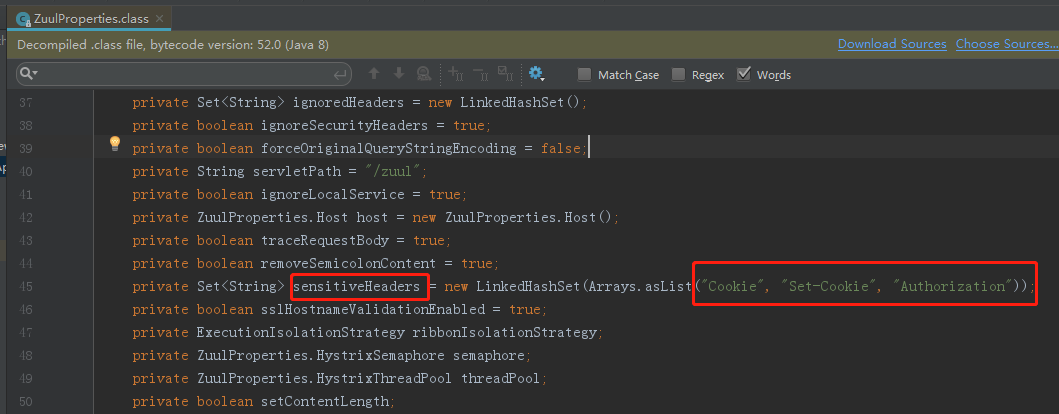 ZuulProperties.class
Decompiled .class file, bytecode version: 52.0 (Java 8) Download Sources Choose Sources...
Match Case Regex Words
37 private Set<String> ignoredHeaders = new LinkedHashSet();
38 private boolean ignoreSecurityHeaders = true;
39 private boolean forceOriginalQueryStringEncoding = false;
40 private String servletPath = "/zuul";
41 private boolean ignoreLocalService = true;
42 private ZuulProperties.Host host = new ZuulProperties.Host();
43 private boolean traceRequestBody = true;
44 private boolean removeSemicolonContent = true;
45 private Set<String> sensitiveHeaders = new LinkedHashSet(Arrays.asList("Cookie", "Set-Cookie", "Authorization"));
46 private boolean sslHostnameValidationEnabled = true;
47 private ExecutionIsolationStrategy ribbonIsolationStrategy;
48 private ZuulProperties.HystrixSemaphore semaphore;
49 private ZuulProperties.HystrixThreadPool threadPool;
50 private boolean setContentLength;